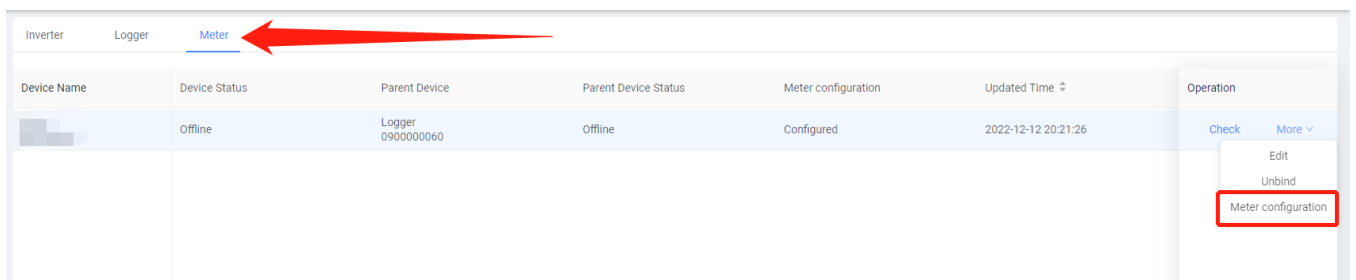 Inverter Logger Meter
Device Name Device Status Parent Device Parent Device Status Meter configuration Updated Time Operation
Offline Logger Offline Configured 2022-12-12 20:21:26 Check More
0900000060
Edit
Unbind
Meter configuration